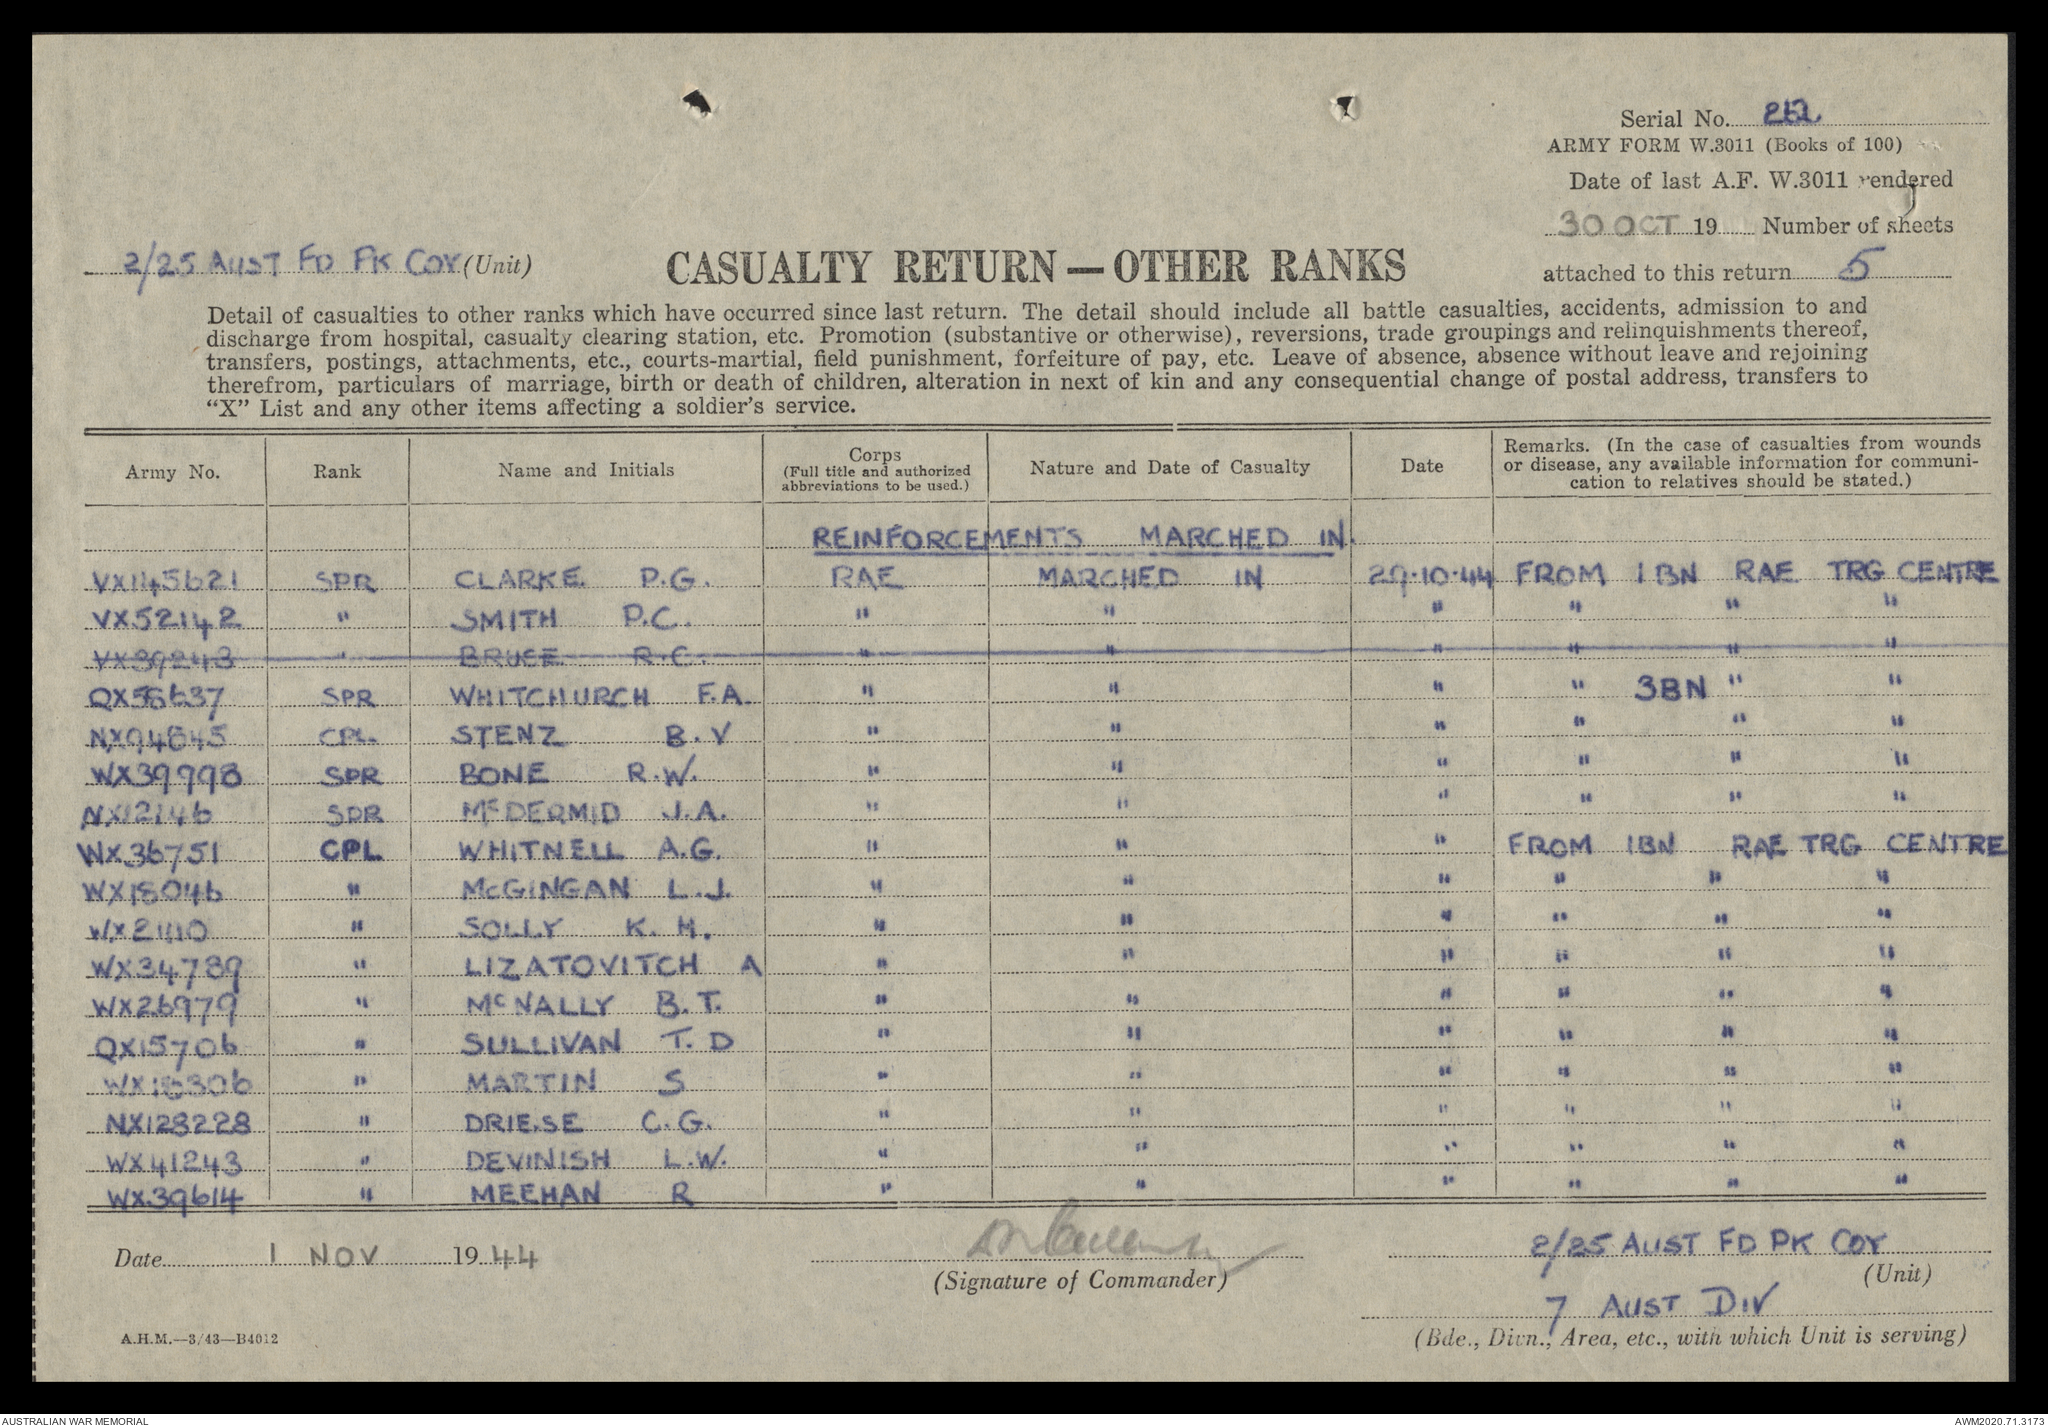 Serial No. 
ARMY FORM W.3011 (Books of 100)
Date of last A.F. W.3011 rendered
30 OCT 19 Number of sheets
attached to this return 5
2/25 AUST FD PK COY (Unit)
CASUALTY RETURN — OTHER RANKS
Detail of casualties to other ranks which have occurred since last return. The detail should include all battle casualties, accidents, admission to and
discharge from hospital, casualty clearing station, etc. Promotion (substantive or otherwise), reversions, trade groupings and relinquishments thereof,
transfers, postings, attachments, etc., courts-martial, field punishment, forfeiture of pay, etc. Leave of absence, absence without leave and rejoining
therefrom, particulars of marriage, birth or death of children, alteration in next of kin and any consequential change of postal address, transfers to
"X" List and any other items affecting a soldier's service.
Army No. Rank Name and Initials Corps (Full title and authorized abbreviations to be used.) Nature and Date of Casualty Date Remarks. (In the case of casualties from wounds or disease, any available information for communication to relatives should be stated.)
REINFORCEMENTS MARCHED IN.
VX145621 SPR CLARKE P.G. RAE MARCHED IN 29.10.44 FROM 1 BN RAE TRG CENTRE
VX52142 " SMITH P.C. " " " " " "
VX39243 " BRUCE R.C. " " " " " "
QX56637 SPR WHITCHURCH F.A. " " " " 3BN " "
NX94845 CPL. STENZ B.V " " " " " "
WX39998 SPR BONE R.W. " " " " " "
NX12146 SPR McDERMID J.A. " " " " " "
WX36751 CPL WHITNELL A.G. " " " FROM 1BN RAE TRG CENTRE
WX18046 " McGINGAN L.J. " " " " " "
WX21110 " SOLLY K.H. " " " " " "
WX34789 " LIZATOVITCH A " " " " " "
WX26979 " McNALLY B.T. " " " " " "
QX15706 " SULLIVAN T.D " " " " " "
" MARTIN S " " " " " "
NX128228 " DRIESE C.G. " " " " " "
WX41243 " DEVINISH L.W. " " " " " "
WX39614 " MEEHAN R " " " " " "
Date 1 NOV 1944
(Signature of Commander)
2/25 AUST FD PK COY
(Unit)
7 AUST DIV
(Bde., Divn., Area, etc., with which Unit is serving)
A.H.M.—3/43—B4012
AUSTRALIAN WAR MEMORIAL
AWM2020.71.3173